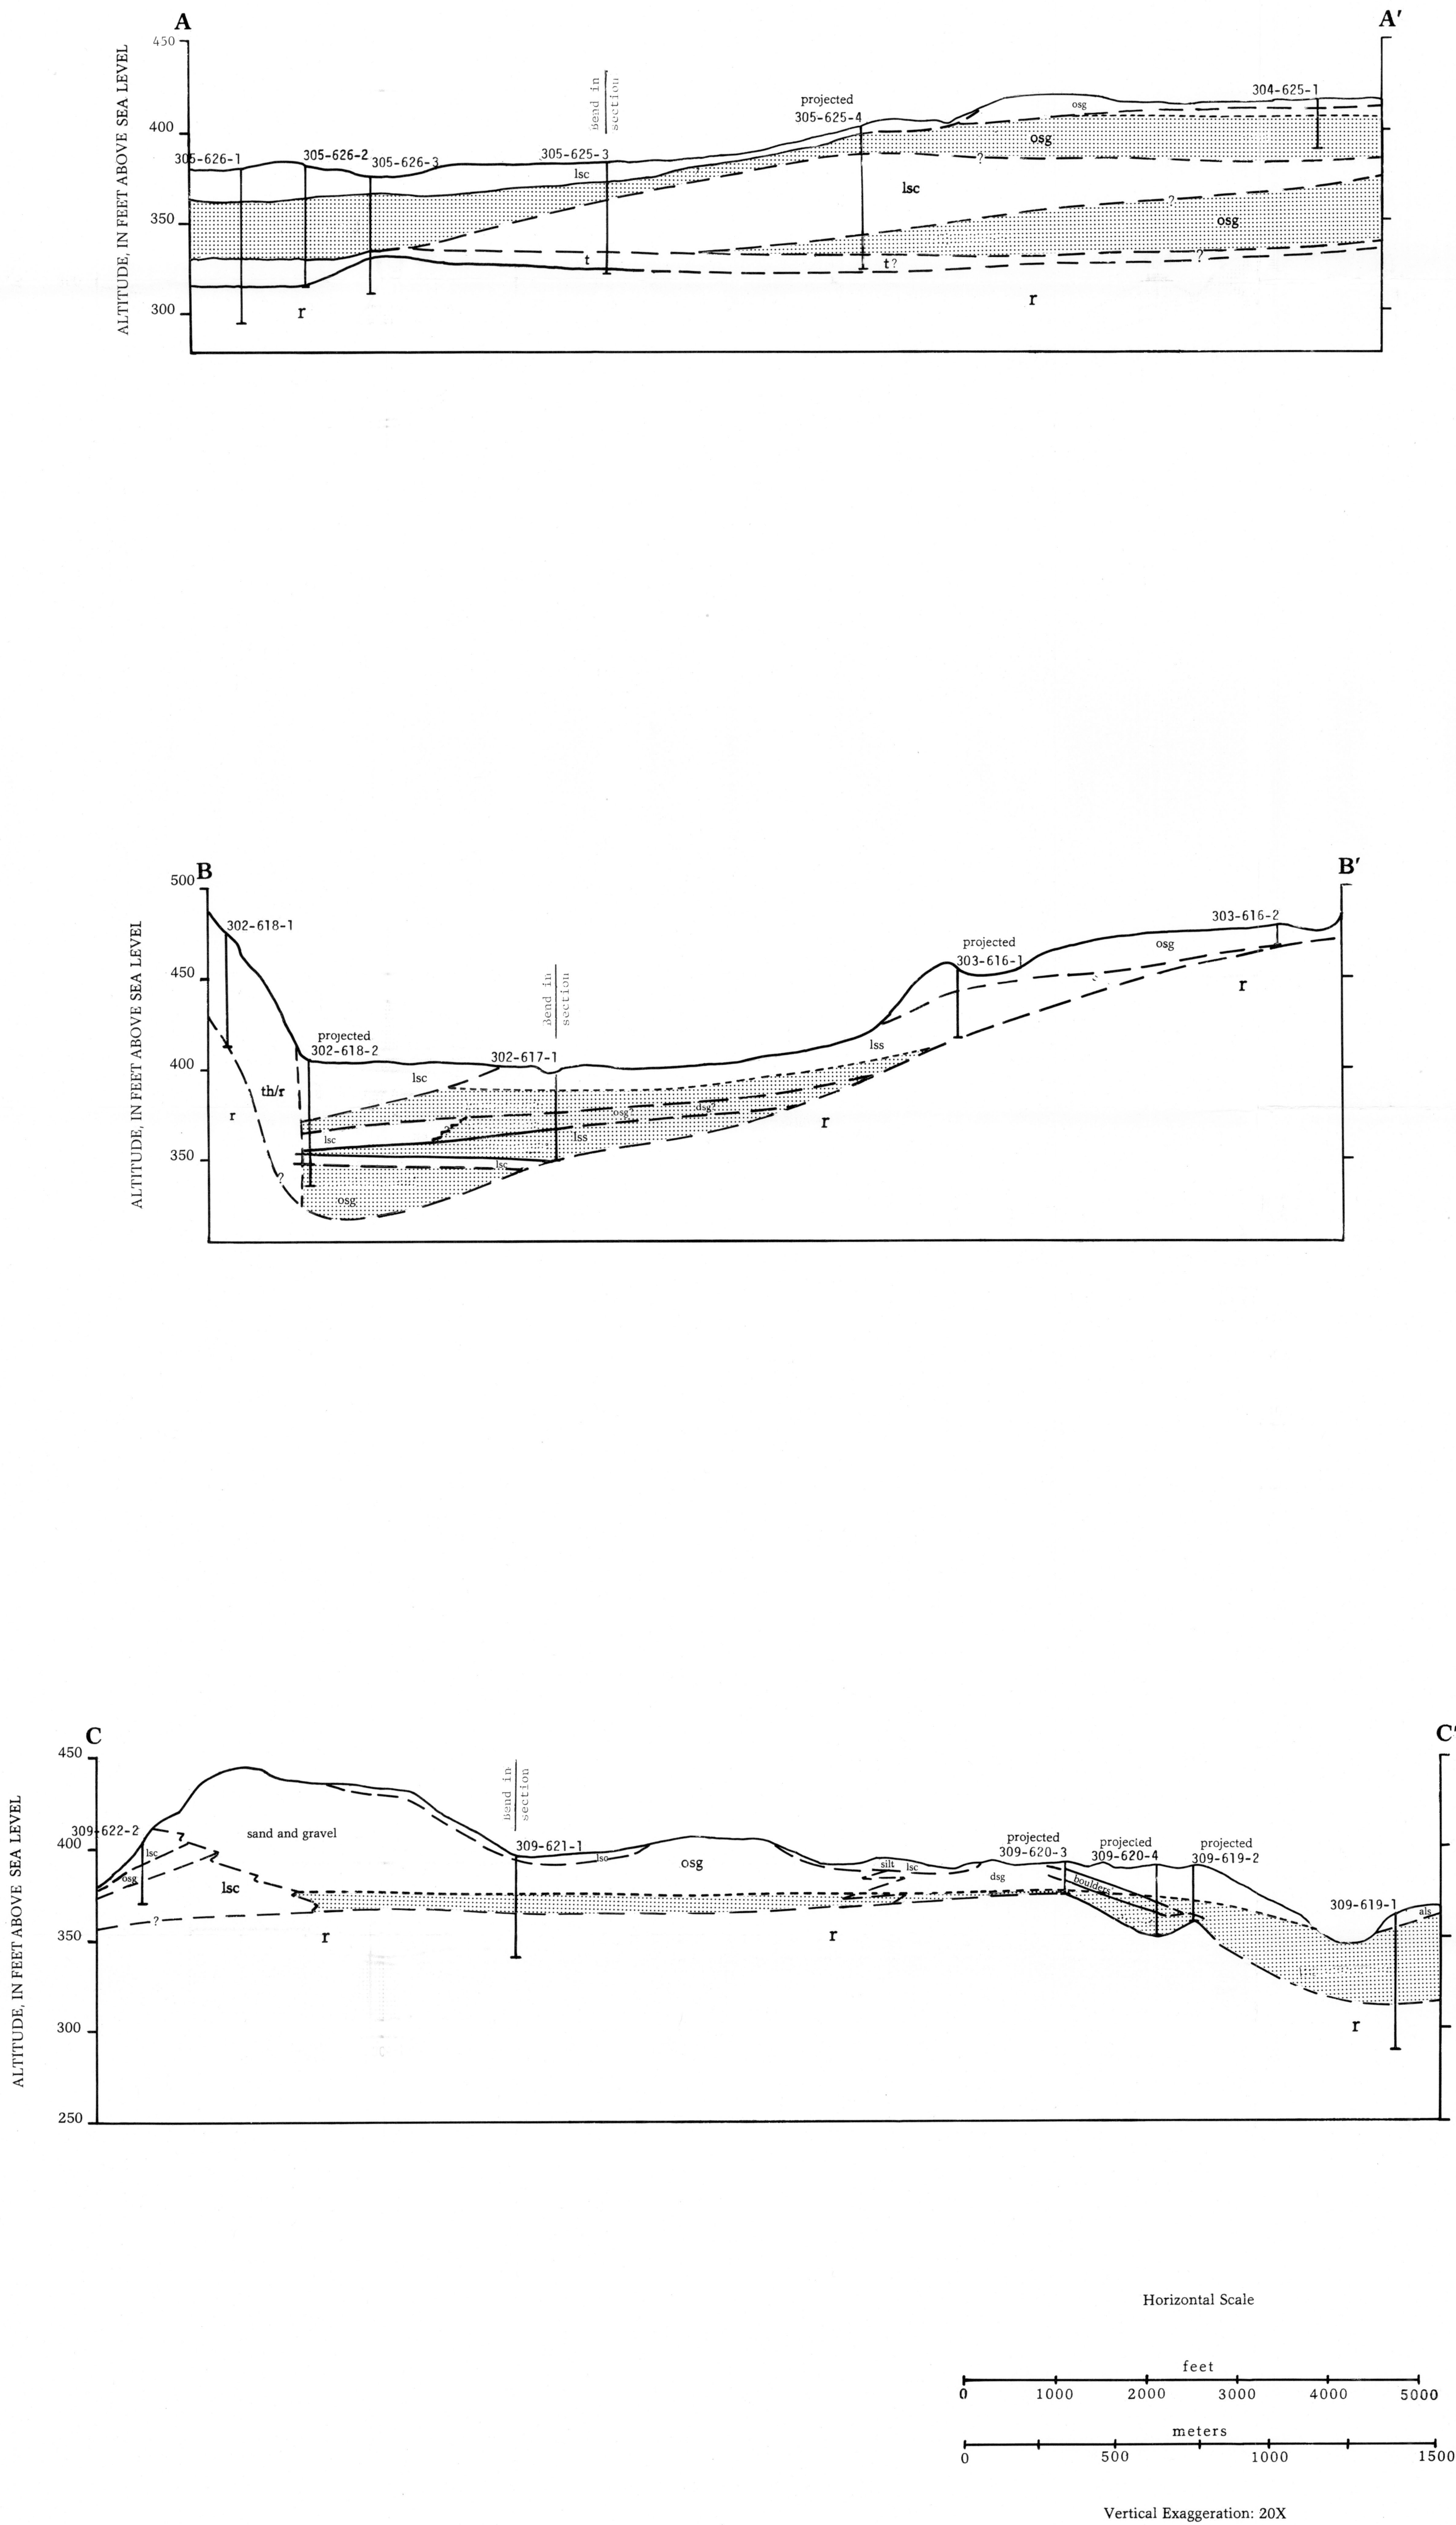 A
A′
450
400
350
300
ALTITUDE, IN FEET ABOVE SEA LEVEL
305-626-1
305-626-2
305-626-3
305-625-3
Bend in
section
projected
305-625-4
304-625-1
lsc
osg
osg
?
lsc
?
osg
t
t?
?
r
r
B
B′
500
450
400
350
ALTITUDE, IN FEET ABOVE SEA LEVEL
302-618-1
projected
302-618-2
302-617-1
Bend in
section
projected
303-616-1
303-616-2
osg
r
lss
lsc
th/r
r
osg?
dsg?
r
lsc
?
lss
lsc
?
osg
C
C′
450
400
350
300
250
ALTITUDE, IN FEET ABOVE SEA LEVEL
309-622-2
sand and gravel
Bend in
section
309-621-1
lsc
osg
lsc
?
r
osg
silt
lsc
r
projected
309-620-3
projected
309-620-4
projected
309-619-2
dsg
boulders
309-619-1
als
r
Horizontal Scale
feet
0 1000 2000 3000 4000 5000
meters
0 500 1000 1500
Vertical Exaggeration: 20X